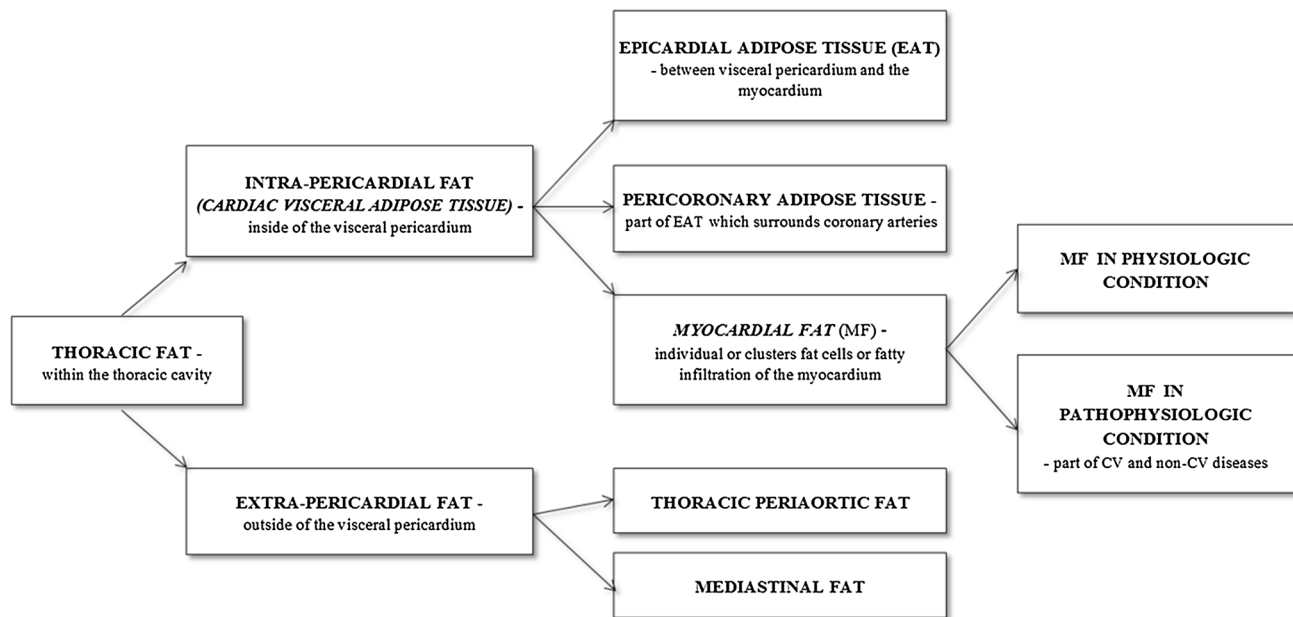 EPICARDIAL ADIPOSE TISSUE (EAT)
- between visceral pericardium and the
myocardium
INTRA-PERICARDIAL FAT
(CARDIAC VISCERAL ADIPOSE TISSUE) -
inside of the visceral pericardium
PERICORONARY ADIPOSE TISSUE -
part of EAT which surrounds coronary arteries
MF IN PHYSIOLOGIC
CONDITION
THORACIC FAT -
within the thoracic cavity
MYOCARDIAL FAT (MF) -
individual or clusters fat cells or fatty
infiltration of the myocardium
MF IN
PATHOPHYSIOLOGIC
CONDITION
- part of CV and non-CV diseases
EXTRA-PERICARDIAL FAT -
outside of the visceral pericardium
THORACIC PERIAORTIC FAT
MEDIASTINAL FAT